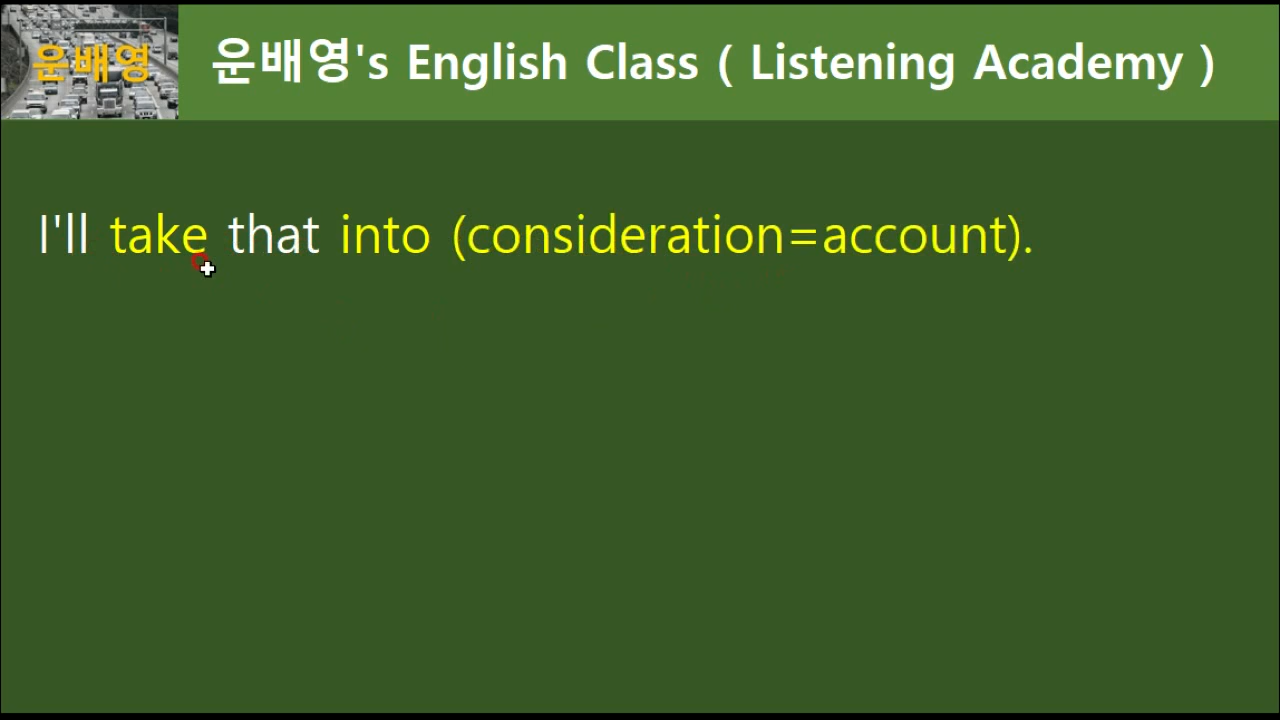 운배영
운배영's English Class ( Listening Academy )
I'll take that into (consideration=account).